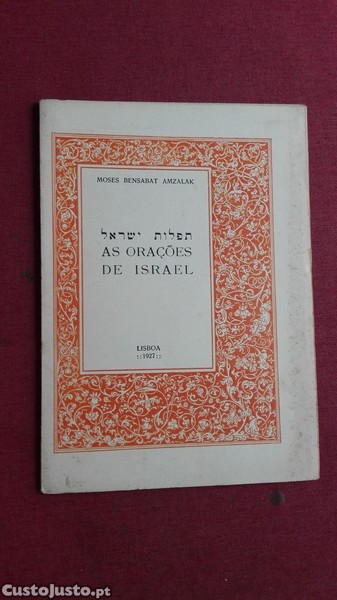 MOSES BENSABAT AMZALAK
תפלות ישראל
AS ORAÇÕES
DE ISRAEL
LISBOA
::1927::
CustoJusto.pt